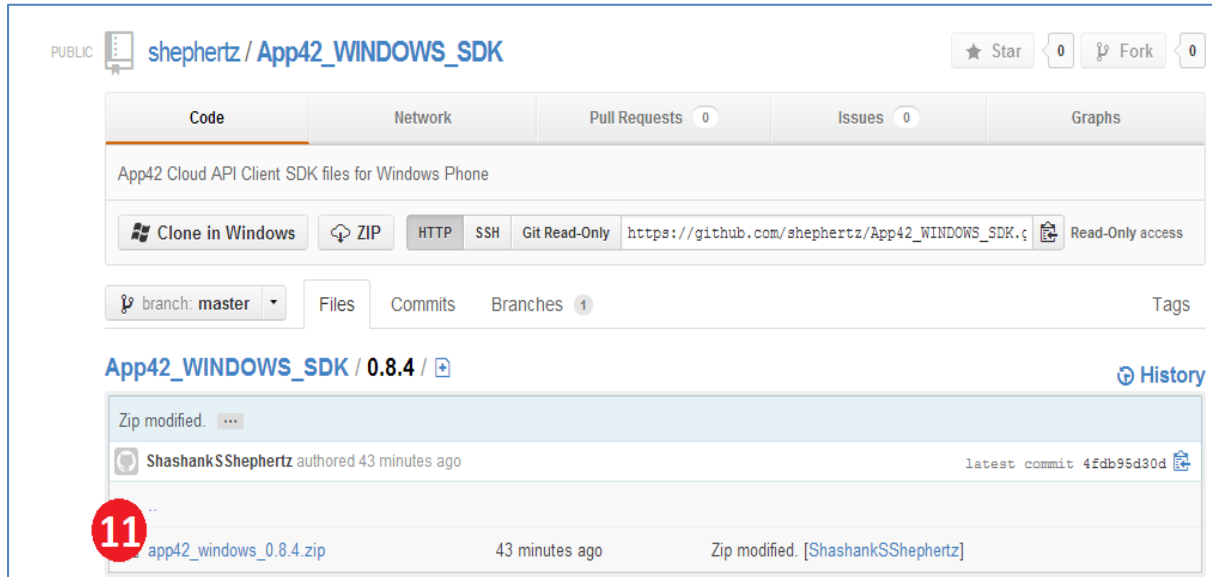 PUBLIC shephertz / App42_WINDOWS_SDK Star 0 Fork 0
Code Network Pull Requests 0 Issues 0 Graphs
App42 Cloud API Client SDK files for Windows Phone
Clone in Windows ZIP HTTP SSH Git Read-Only https://github.com/shephertz/App42_WINDOWS_SDK.g Read-Only access
branch: master Files Commits Branches 1 Tags
App42_WINDOWS_SDK / 0.8.4 /
History
Zip modified. ...
ShashankSShephertz authored 43 minutes ago latest commit 4fdb95d30d
..
11
app42_windows_0.8.4.zip 43 minutes ago Zip modified. [ShashankSShephertz]